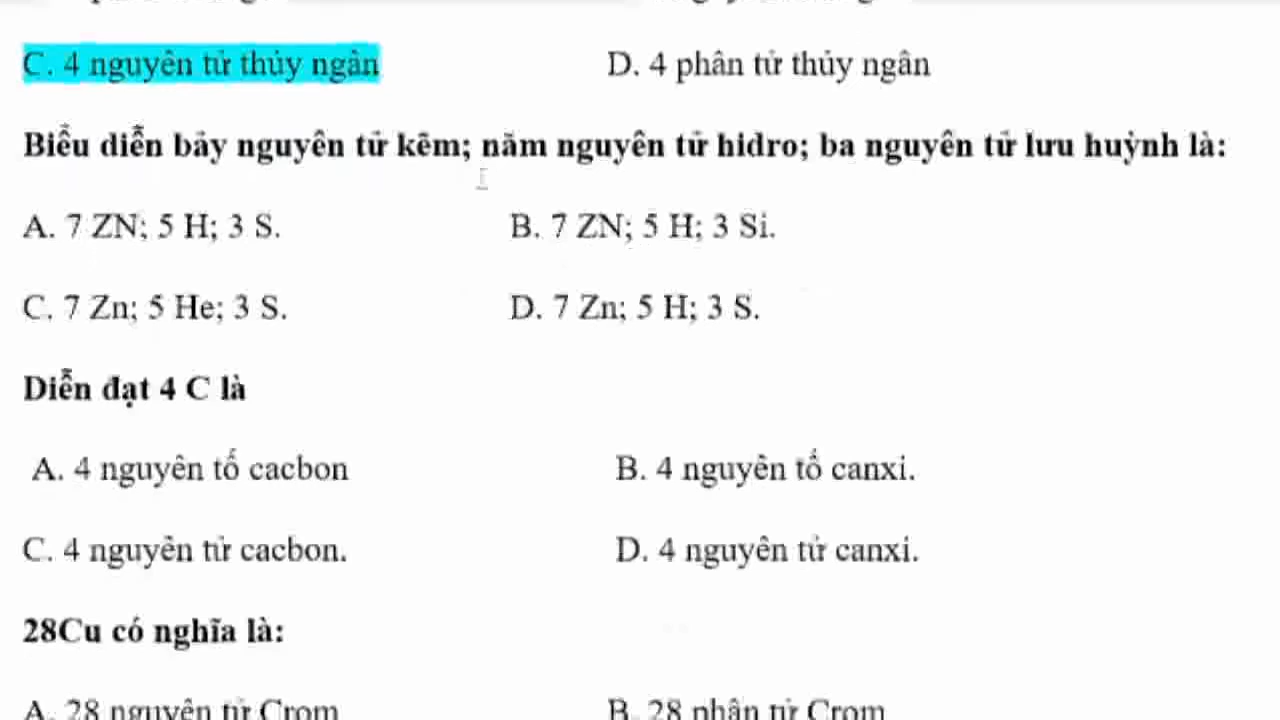 C. 4 nguyên tử thủy ngân D. 4 phân tử thủy ngân
Biểu diễn bảy nguyên tử kẽm; năm nguyên tử hidro; ba nguyên tử lưu huỳnh là:
A. 7 ZN; 5 H; 3 S. B. 7 ZN; 5 H; 3 Si.
C. 7 Zn; 5 He; 3 S. D. 7 Zn; 5 H; 3 S.
Diễn đạt 4 C là
A. 4 nguyên tố cacbon B. 4 nguyên tố canxi.
C. 4 nguyên tử cacbon. D. 4 nguyên tử canxi.
28Cu có nghĩa là:
A. 28 nguyên tử Crom B. 28 phân tử Crom